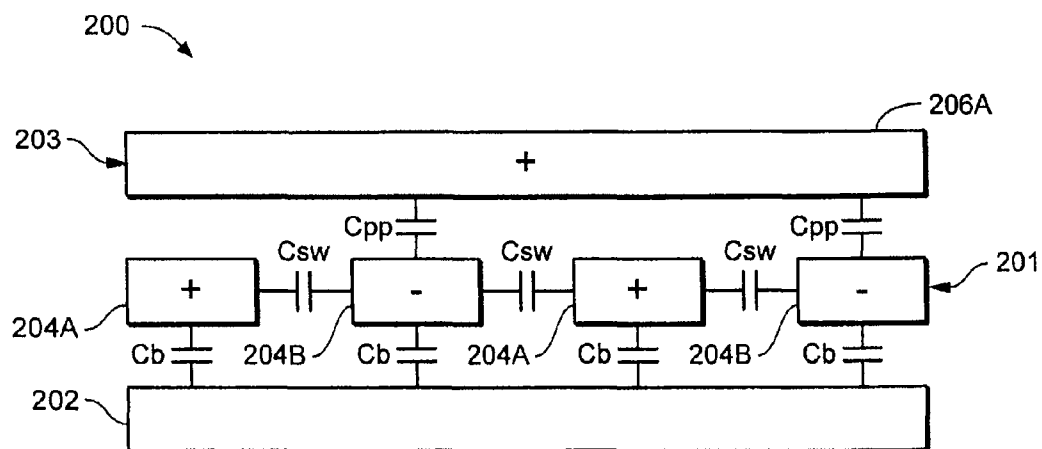 200
206A
203
+
Cpp Cpp
Csw Csw Csw
201
+ - + -
204A 204B 204A 204B
Cb Cb Cb Cb
202